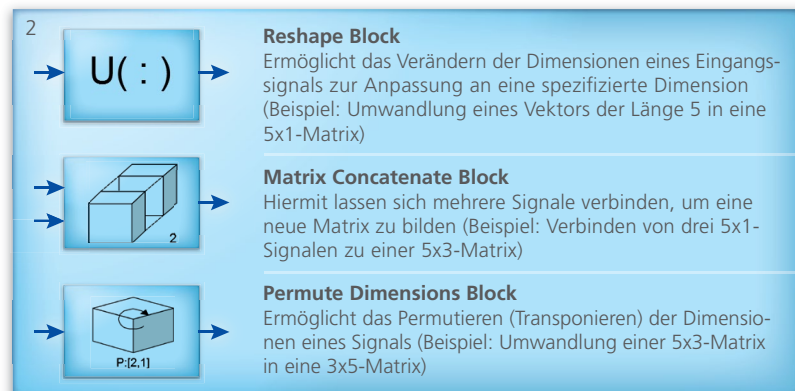 2
U( : )
Reshape Block
Ermöglicht das Verändern der Dimensionen eines Eingangs-
signals zur Anpassung an eine spezifizierte Dimension
(Beispiel: Umwandlung eines Vektors der Länge 5 in eine
5x1-Matrix)
2
Matrix Concatenate Block
Hiermit lassen sich mehrere Signale verbinden, um eine
neue Matrix zu bilden (Beispiel: Verbinden von drei 5x1-
Signalen zu einer 5x3-Matrix)
P:[2,1]
Permute Dimensions Block
Ermöglicht das Permutieren (Transponieren) der Dimensio-
nen eines Signals (Beispiel: Umwandlung einer 5x3-Matrix
in eine 3x5-Matrix)